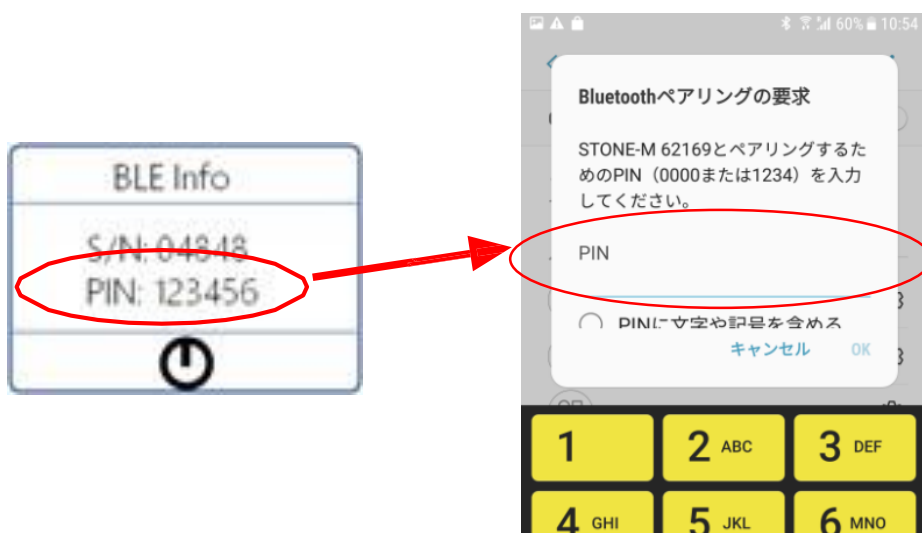 BLE Info
S/N: 04848
PIN: 123456
60% 10:54
Bluetoothペアリングの要求
STONE-M 62169とペアリングするた
めのPIN（0000または1234）を入力
してください。
PIN
PINに文字や記号を含める
キャンセル OK
1 2 ABC 3 DEF
4 GHI 5 JKL 6 MNO